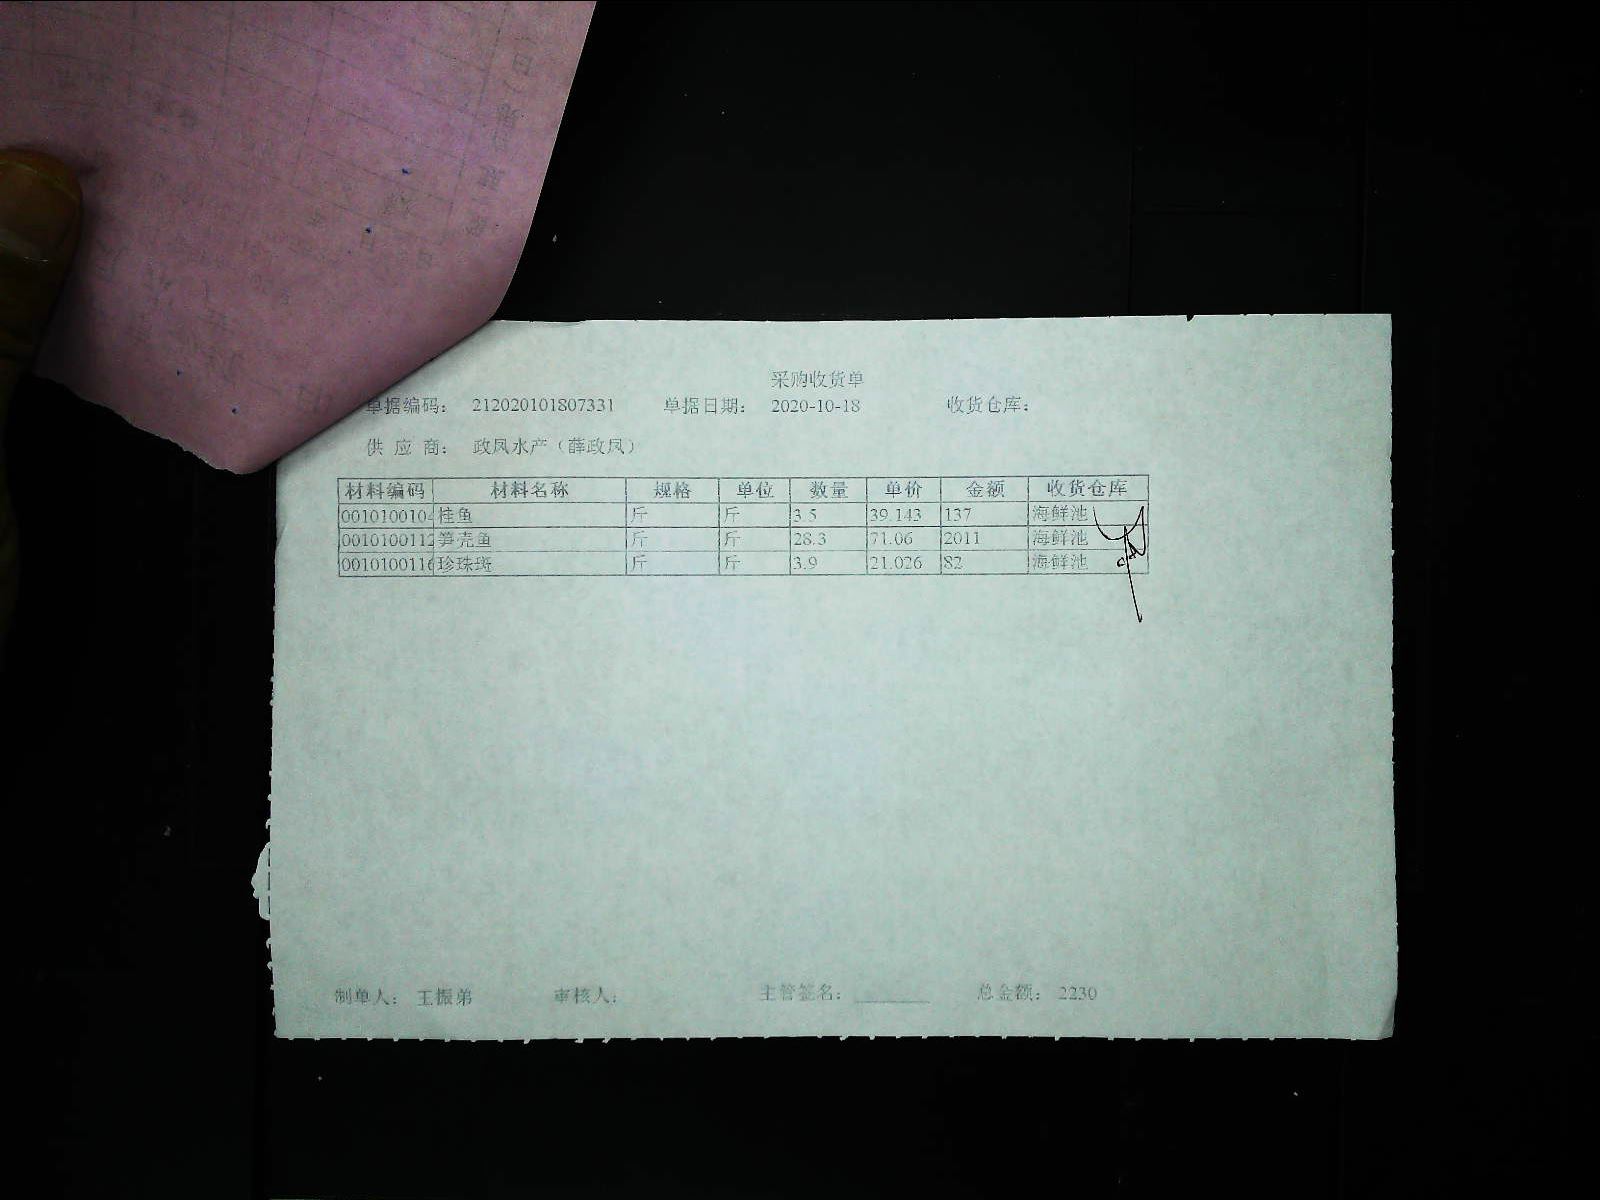 采购收货单
单据编码： 212020101807331 单据日期： 2020-10-18 收货仓库：
供 应 商： 政凤水产（薛政凤）
材料编码 材料名称 规格 单位 数量 单价 金额 收货仓库
0010100104 桂鱼 斤 斤 3.5 39.143 137 海鲜池
0010100112 笋壳鱼 斤 斤 28.3 71.06 2011 海鲜池
0010100116 珍珠斑 斤 斤 3.9 21.026 82 海鲜池
制单人： 王振弟 审核人： 主管签名： 总金额： 2230